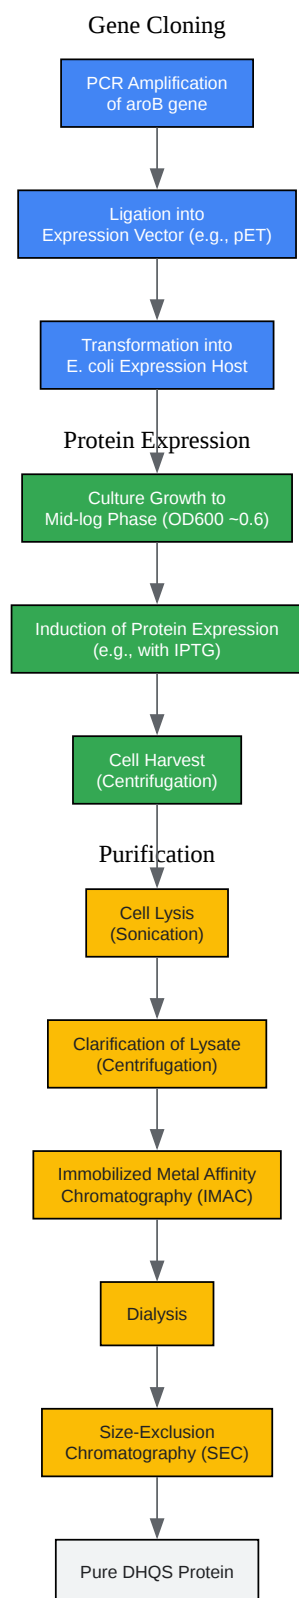 Gene Cloning
PCR Amplification
of aroB gene
Ligation into
Expression Vector (e.g., pET)
Transformation into
E. coli Expression Host
Protein Expression
Culture Growth to
Mid-log Phase (OD600 ~0.6)
Induction of Protein Expression
(e.g., with IPTG)
Cell Harvest
(Centrifugation)
Purification
Cell Lysis
(Sonication)
Clarification of Lysate
(Centrifugation)
Immobilized Metal Affinity
Chromatography (IMAC)
Dialysis
Size-Exclusion
Chromatography (SEC)
Pure DHQS Protein